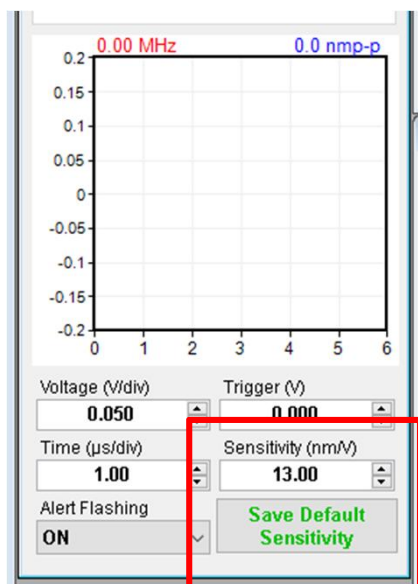 0.00 MHz 0.0 nmp-p
0.2
0.15
0.1
0.05
0
-0.05
-0.1
-0.15
-0.2
0 1 2 3 4 5 6
Voltage (V/div) Trigger (V)
0.050 0.000
Time (µs/div) Sensitivity (nm/V)
1.00 13.00
Alert Flashing Save Default
ON Sensitivity